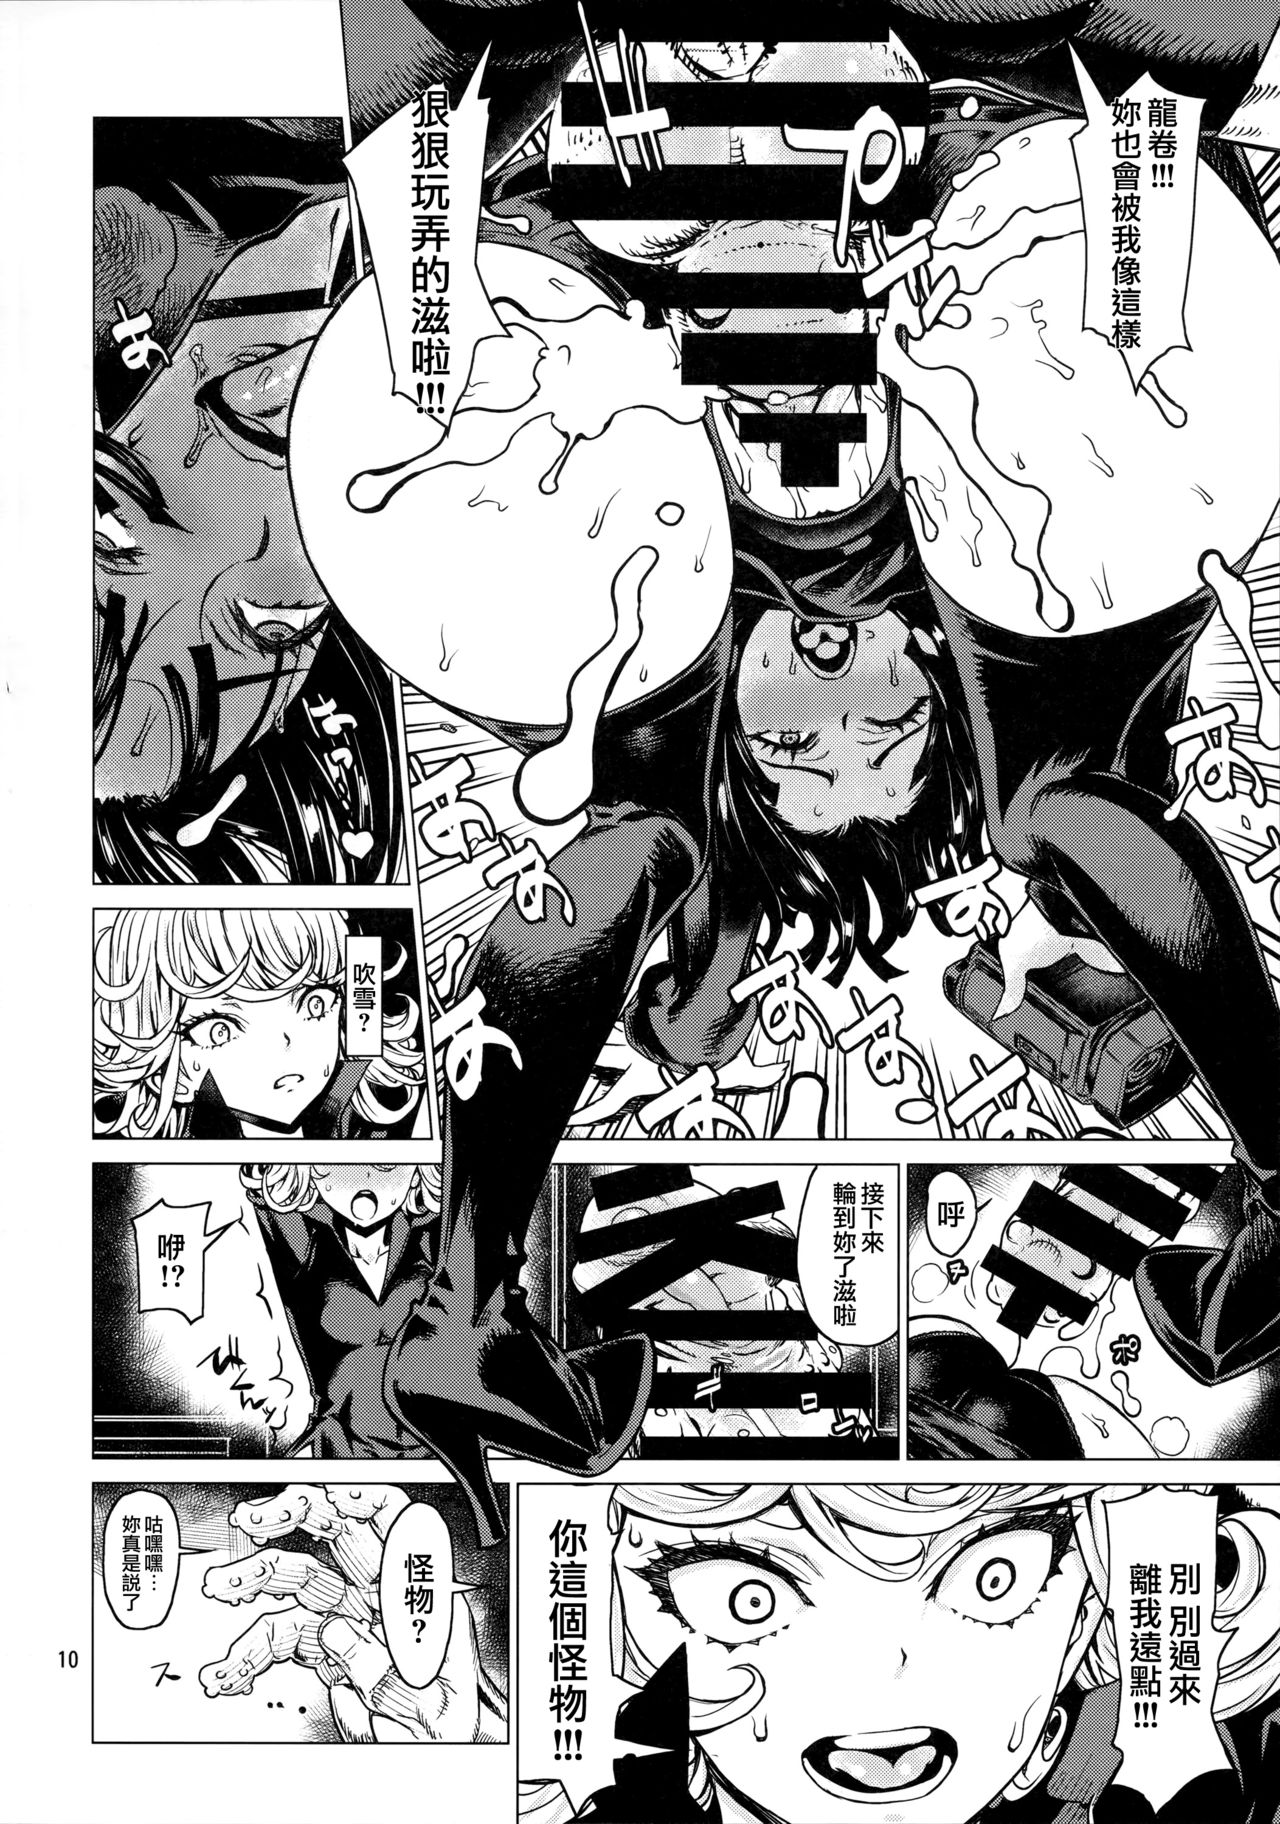 龍卷!!!
妳也會被我像這樣
狠狠玩弄的滋啦!!!
吹雪?
呼
接下來
輪到妳了滋啦
咿!?
別 別過來
離我遠點!!!
你這個怪物!!!
怪物?
咕嘿嘿…
妳真是說了
10